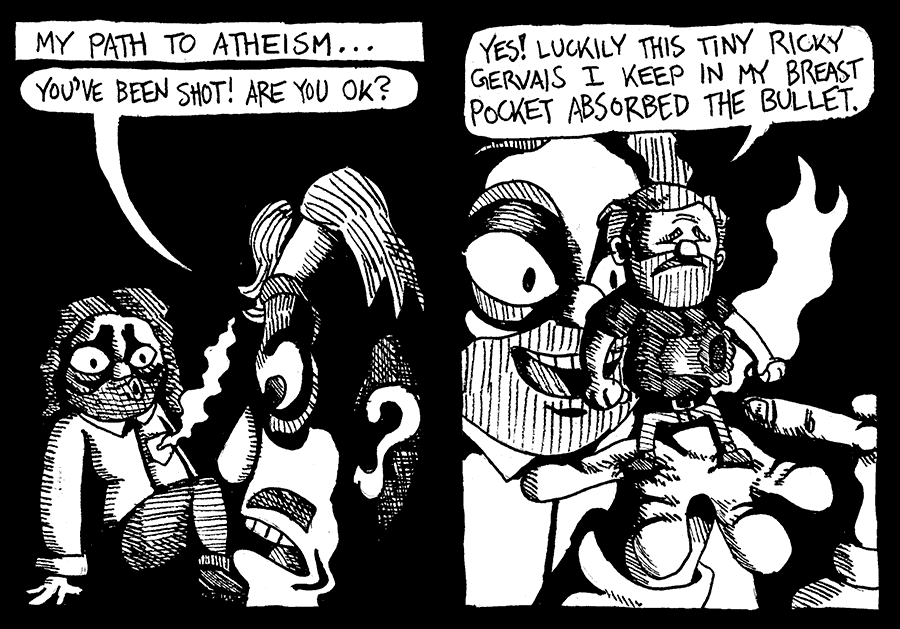 MY PATH TO ATHEISM...
YOU'VE BEEN SHOT! ARE YOU OK?
YES! LUCKILY THIS TINY RICKY
GERVAIS I KEEP IN MY BREAST
POCKET ABSORBED THE BULLET.